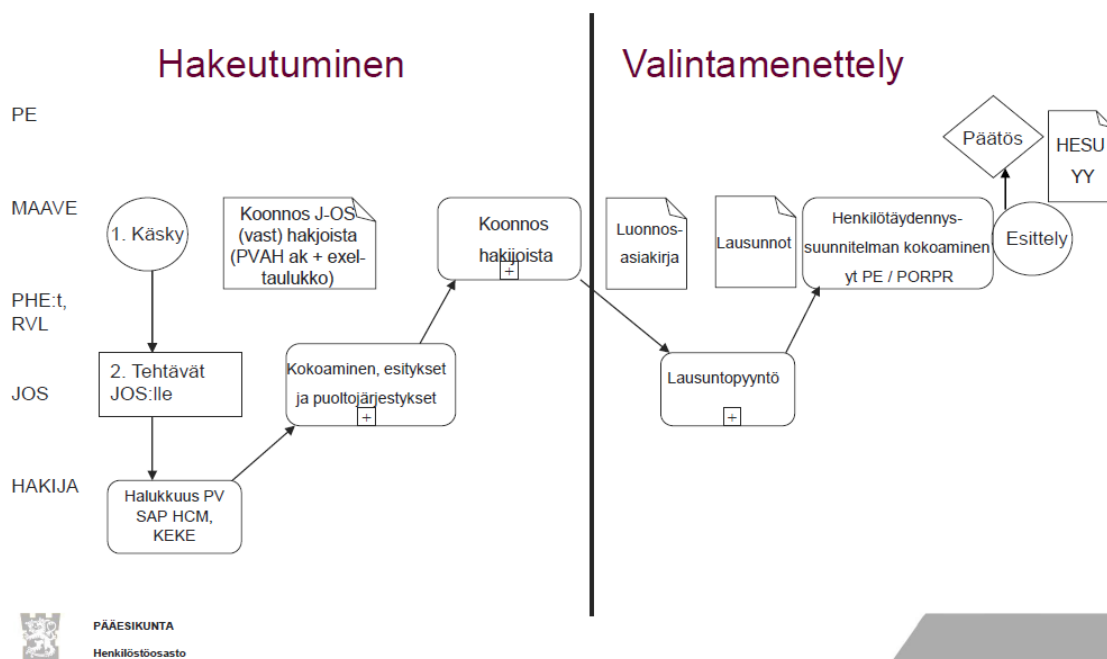 Hakeutuminen
Valintamenettely
PE
Päätös
HESU
YY
MAAVE
1. Käsky
Koonnos J-OS
(vast) hakjoista
(PVAH ak + exel-
taulukko)
Koonnos
hakijoista
+
Luonnos-
asiakirja
Lausunnot
Henkilötäydennys-
suunnitelman kokoaminen
yt PE / PORPR
Esittely
PHE:t,
RVL
JOS
2. Tehtävät
JOS:lle
Kokoaminen, esitykset
ja puoltojärjestykset
+
Lausuntopyyntö
+
HAKIJA
Halukkuus PV
SAP HCM,
KEKE
PÄÄESIKUNTA
Henkilöstöosasto